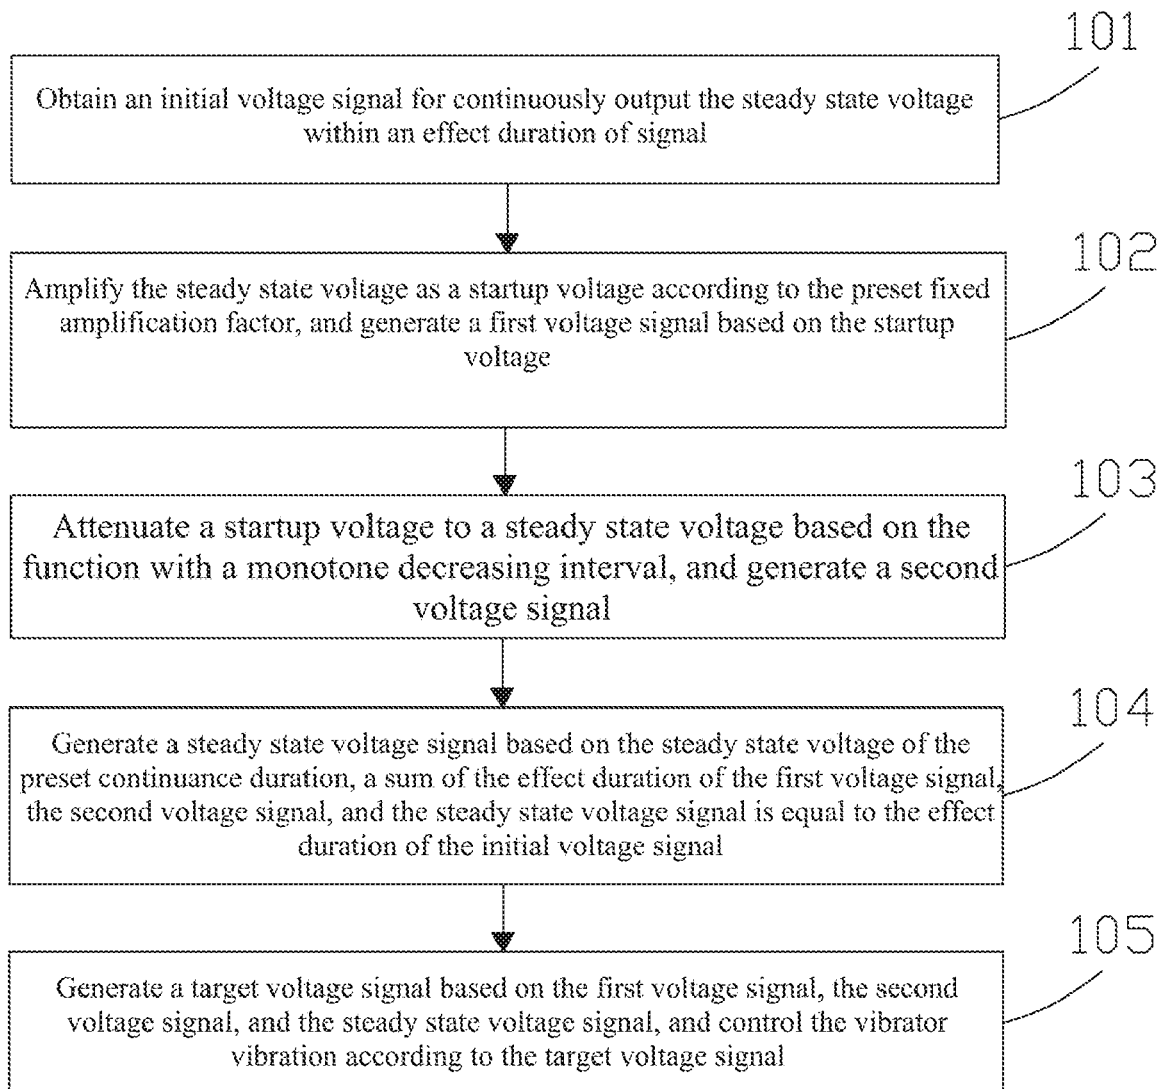 101
Obtain an initial voltage signal for continuously output the steady state voltage
within an effect duration of signal
102
Amplify the steady state voltage as a startup voltage according to the preset fixed
amplification factor, and generate a first voltage signal based on the startup
voltage
103
Attenuate a startup voltage to a steady state voltage based on the
function with a monotone decreasing interval, and generate a second
voltage signal
104
Generate a steady state voltage signal based on the steady state voltage of the
preset continuance duration, a sum of the effect duration of the first voltage signal,
the second voltage signal, and the steady state voltage signal is equal to the effect
duration of the initial voltage signal
105
Generate a target voltage signal based on the first voltage signal, the second
voltage signal, and the steady state voltage signal, and control the vibrator
vibration according to the target voltage signal